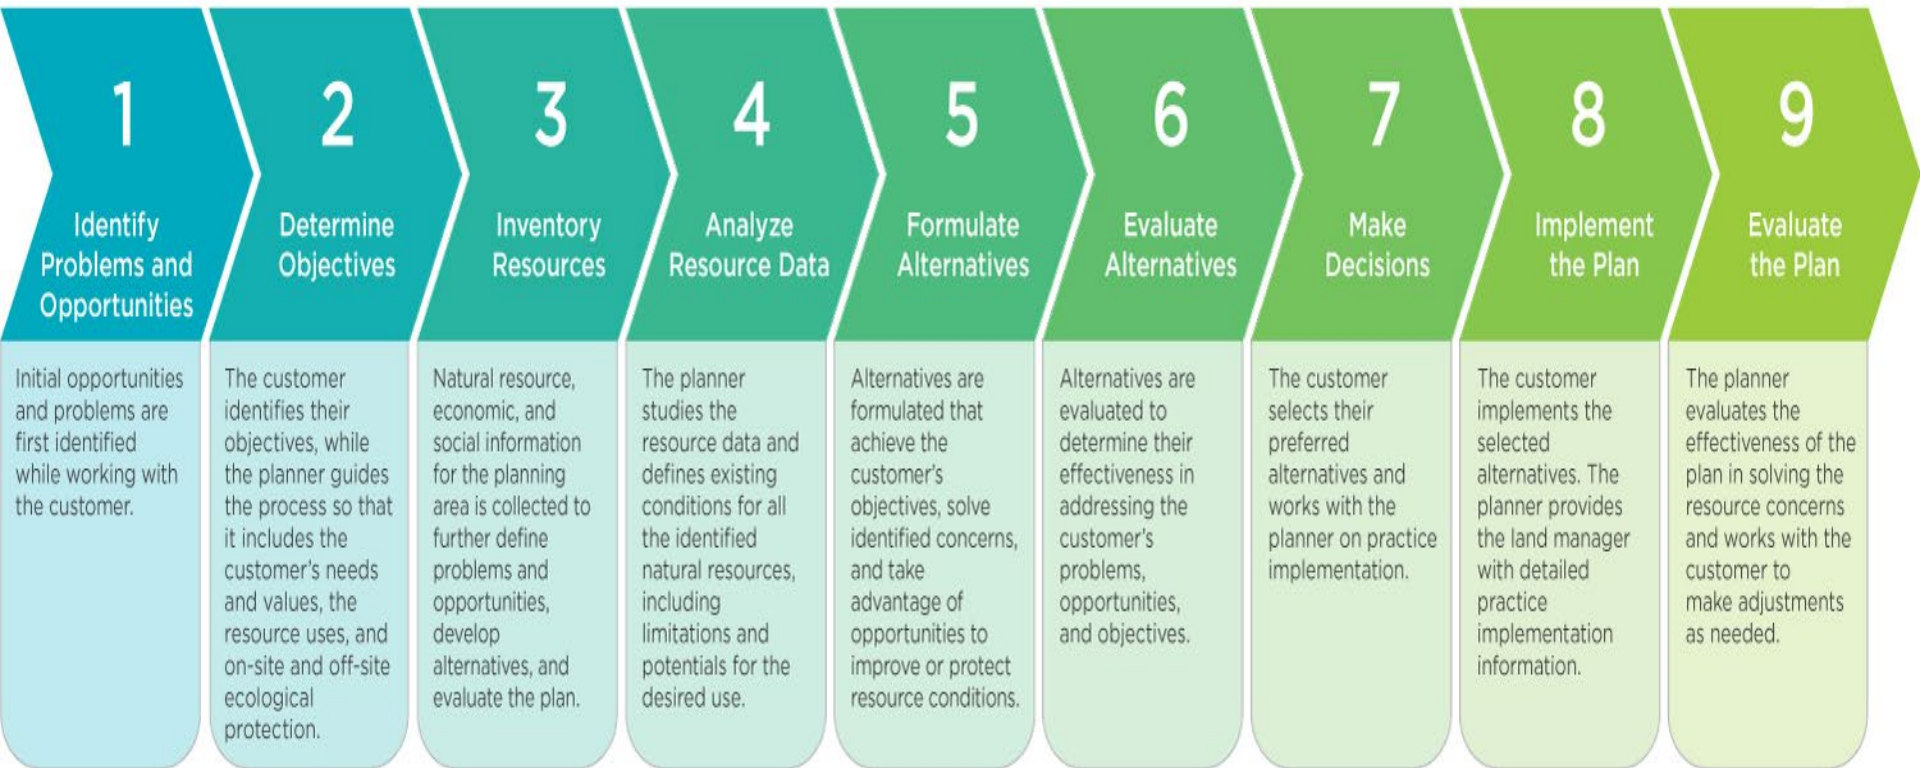 1
Identify
Problems and
Opportunities
Initial opportunities
and problems are
first identified
while working with
the customer.
2
Determine
Objectives
The customer
identifies their
objectives, while
the planner guides
the process so that
it includes the
customer's needs
and values, the
resource uses, and
on-site and off-site
ecological
protection.
3
Inventory
Resources
Natural resource,
economic, and
social information
for the planning
area is collected to
further define
problems and
opportunities,
develop
alternatives, and
evaluate the plan.
4
Analyze
Resource Data
The planner
studies the
resource data and
defines existing
conditions for all
the identified
natural resources,
including
limitations and
potentials for the
desired use.
5
Formulate
Alternatives
Alternatives are
formulated that
achieve the
customer's
objectives, solve
identified concerns,
and take
advantage of
opportunities to
improve or protect
resource conditions.
6
Evaluate
Alternatives
Alternatives are
evaluated to
determine their
effectiveness in
addressing the
customer's
problems,
opportunities,
and objectives.
7
Make
Decisions
The customer
selects their
preferred
alternatives and
works with the
planner on practice
implementation.
8
Implement
the Plan
The customer
implements the
selected
alternatives. The
planner provides
the land manager
with detailed
practice
implementation
information.
9
Evaluate
the Plan
The planner
evaluates the
effectiveness of the
plan in solving the
resource concerns
and works with the
customer to
make adjustments
as needed.